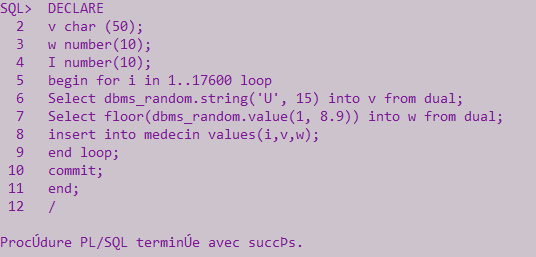 SQL>  DECLARE
  2   v char (50);
  3   w number(10);
  4   I number(10);
  5   begin for i in 1..17600 loop
  6   Select dbms_random.string('U', 15) into v from dual;
  7   Select floor(dbms_random.value(1, 8.9)) into w from dual;
  8   insert into medecin values(i,v,w);
  9   end loop;
 10   commit;
 11   end;
 12   /
ProcÚdure PL/SQL terminÚe avec succÞs.